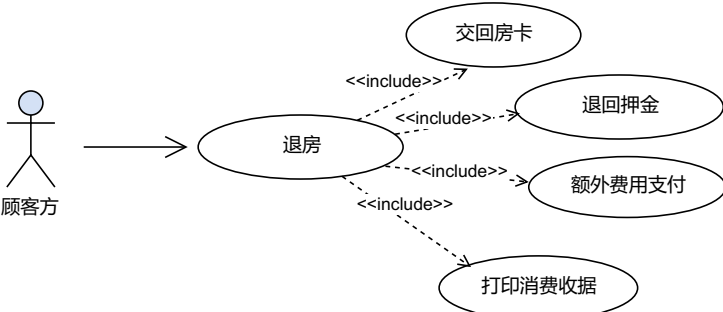 交回房卡
<<include>>
退回押金
<<include>>
退房
<<include>>
额外费用支付
顾客方
<<include>>
打印消费收据